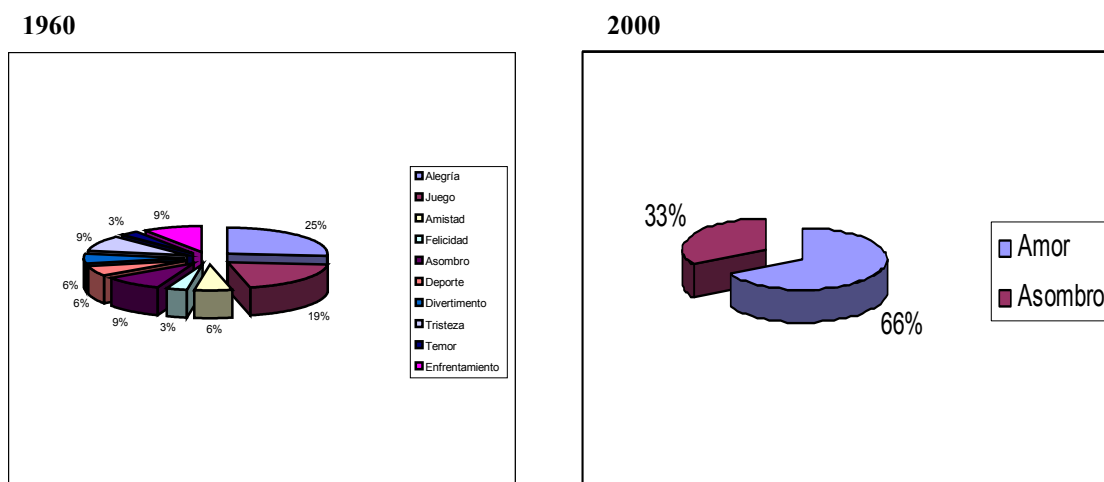 1960
2000
25%
19%
6%
3%
9%
6%
6%
9%
3%
9%
Alegría
Juego
Amistad
Felicidad
Asombro
Deporte
Divertimento
Tristeza
Temor
Enfrentamiento
33%
66%
Amor
Asombro